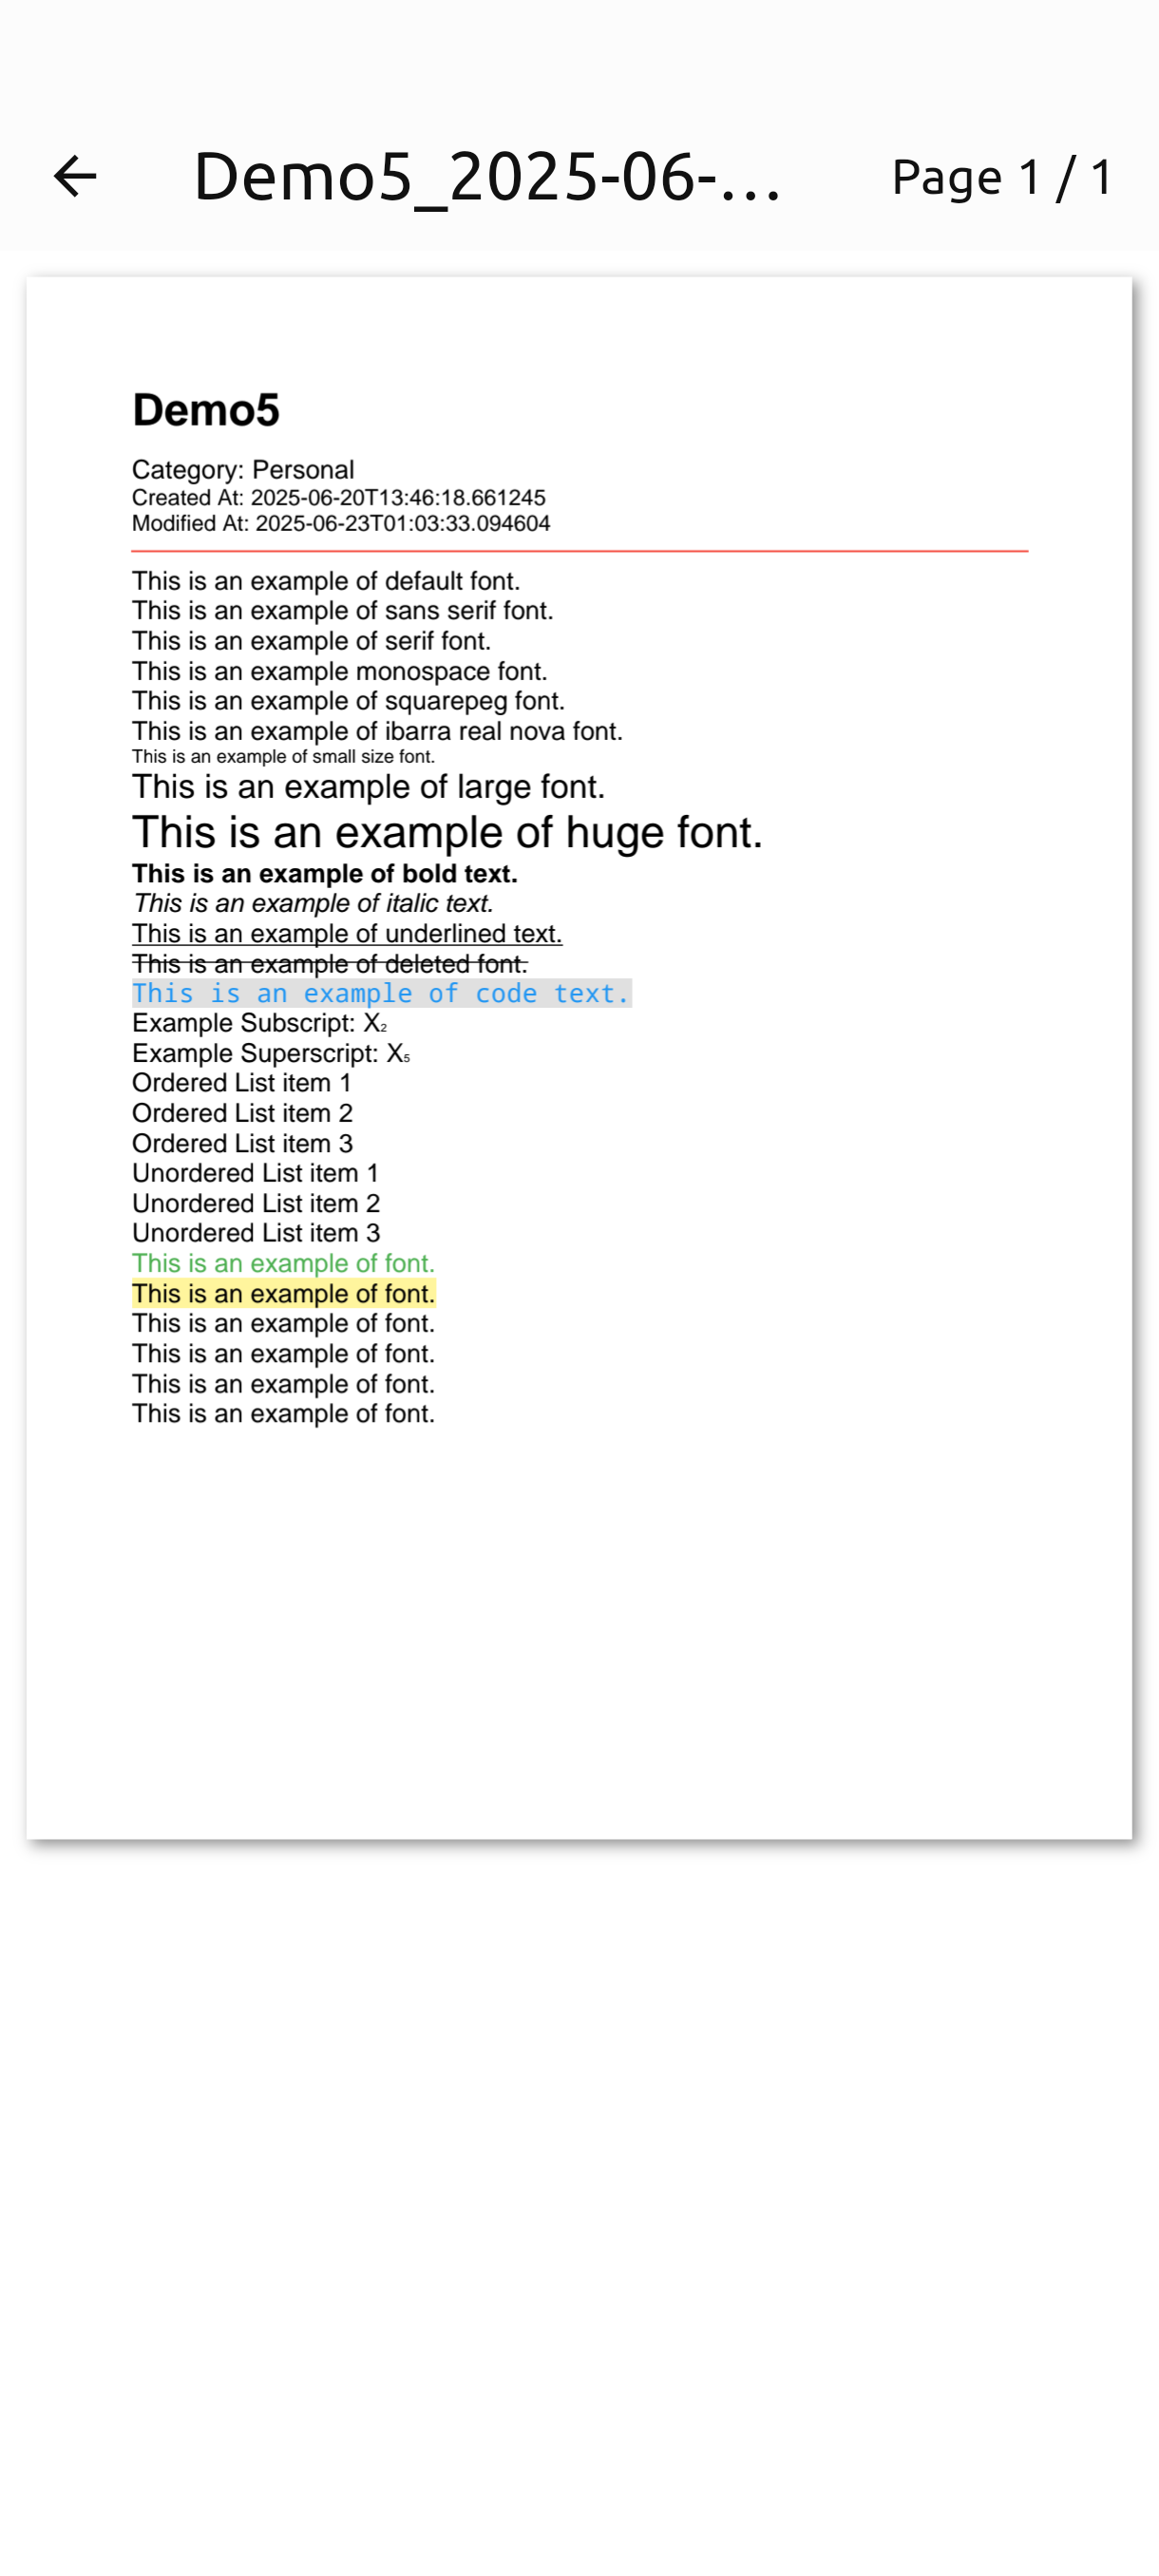 Demo5_2025-06-... Page 1 / 1
Demo5
Category: Personal
Created At: 2025-06-20T13:46:18.661245
Modified At: 2025-06-23T01:03:33.094604
This is an example of default font.
This is an example of sans serif font.
This is an example of serif font.
This is an example monospace font.
This is an example of squarepeg font.
This is an example of ibarra real nova font.
This is an example of small size font.
This is an example of large font.
This is an example of huge font.
This is an example of bold text.
This is an example of italic text.
This is an example of underlined text.
This is an example of deleted font.
This is an example of code text.
Example Subscript: X₂
Example Superscript: X₅
Ordered List item 1
Ordered List item 2
Ordered List item 3
Unordered List item 1
Unordered List item 2
Unordered List item 3
This is an example of font.
This is an example of font.
This is an example of font.
This is an example of font.
This is an example of font.
This is an example of font.